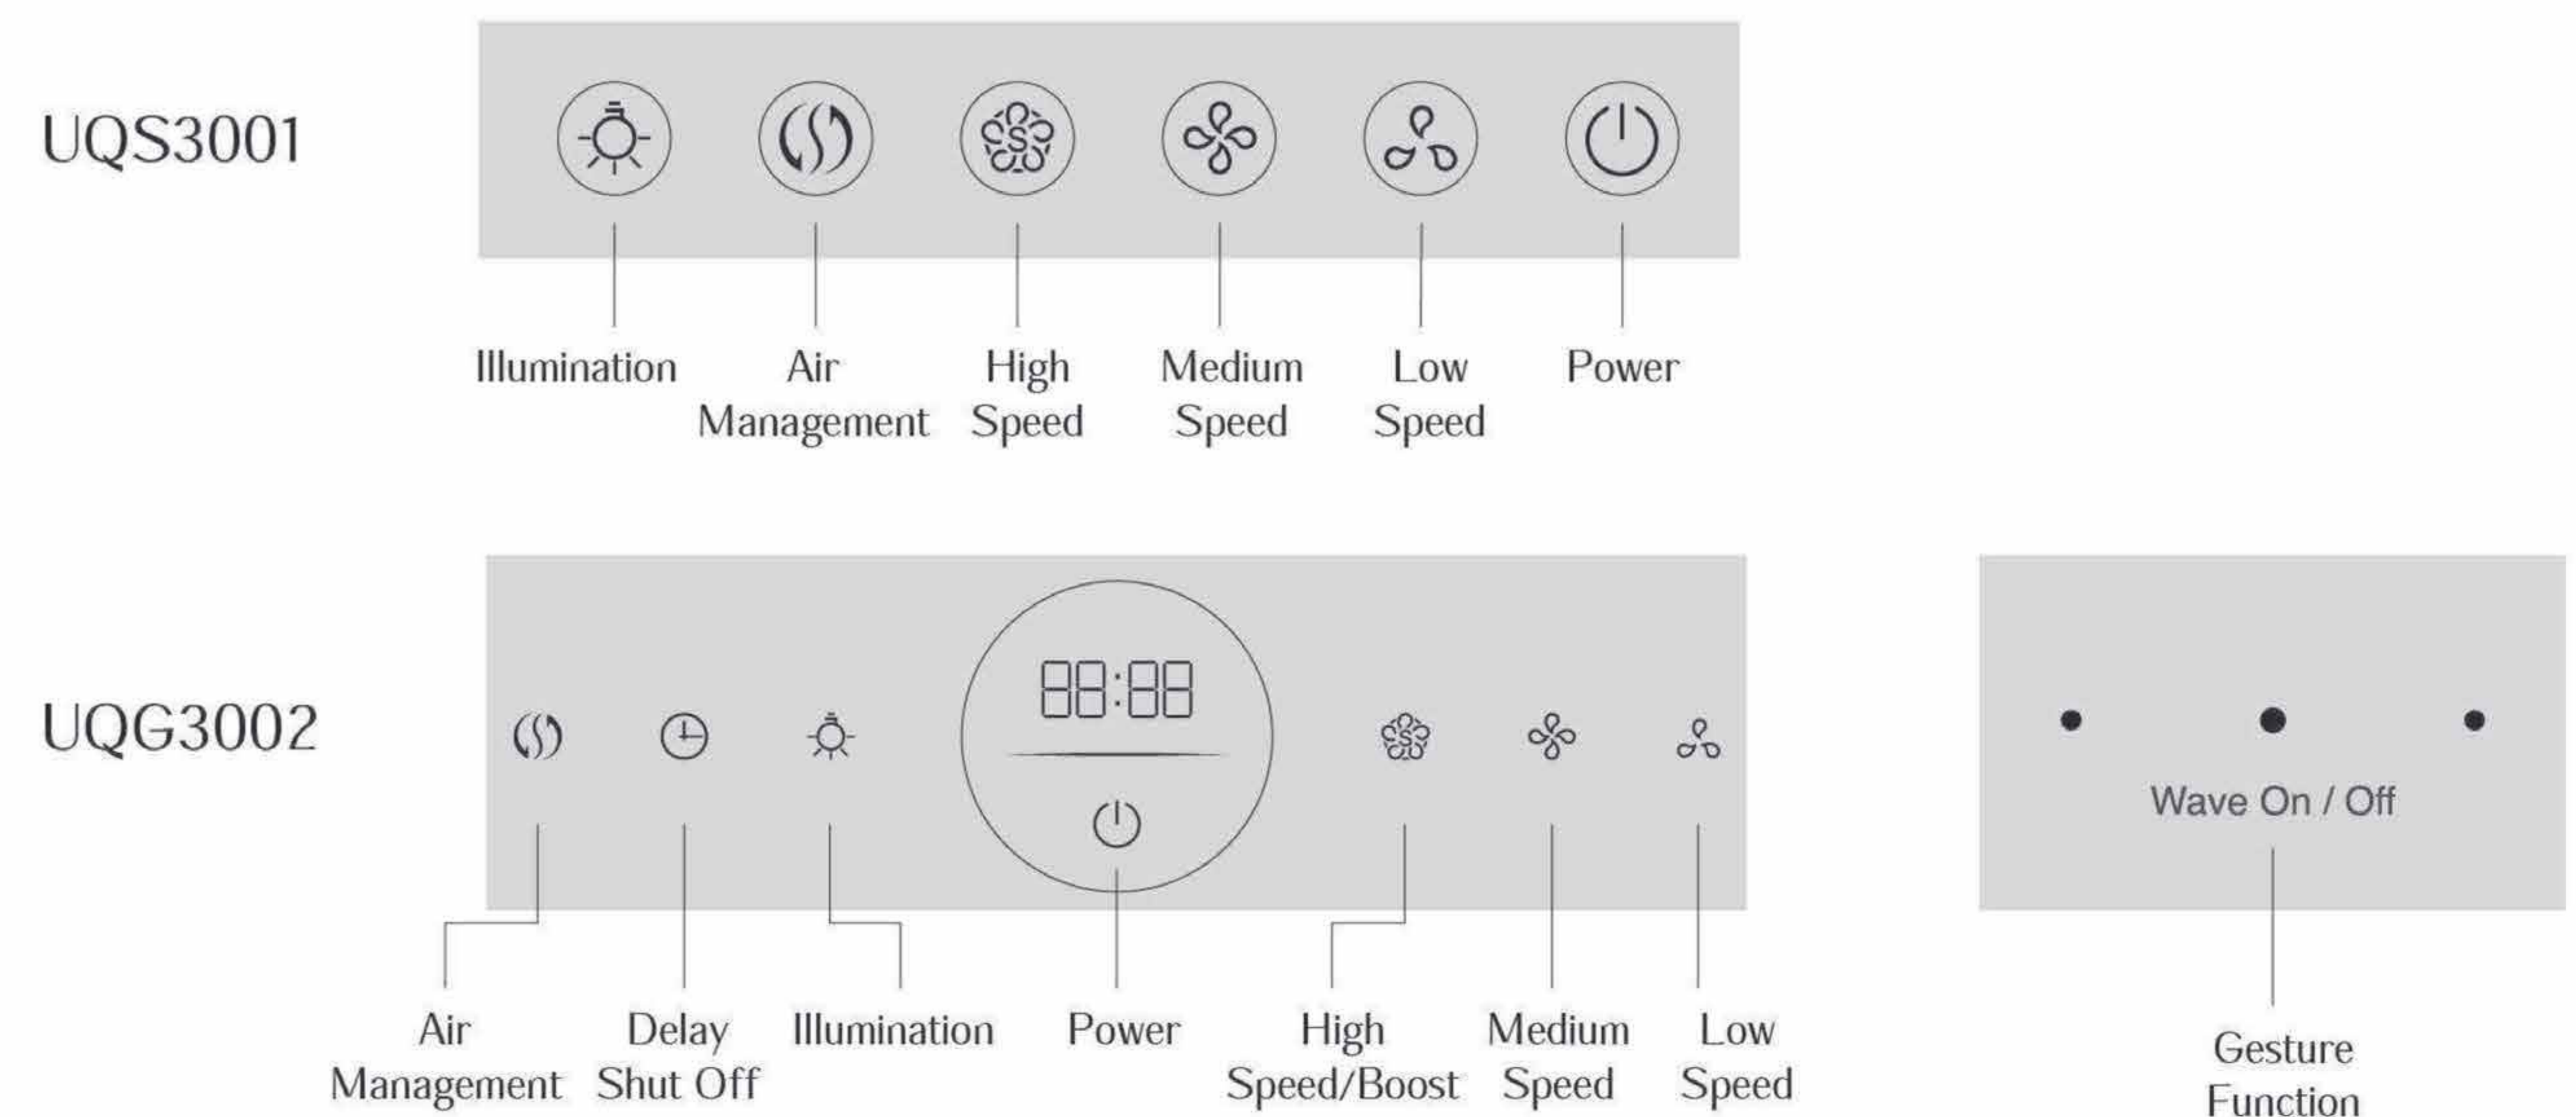 UQS3001
Illumination
Air
Management
High
Speed
Medium
Speed
Low
Speed
Power
UQG3002
88:88
Wave On / Off
Air
Management
Delay
Shut Off
Illumination
Power
High
Speed/Boost
Medium
Speed
Low
Speed
Gesture
Function